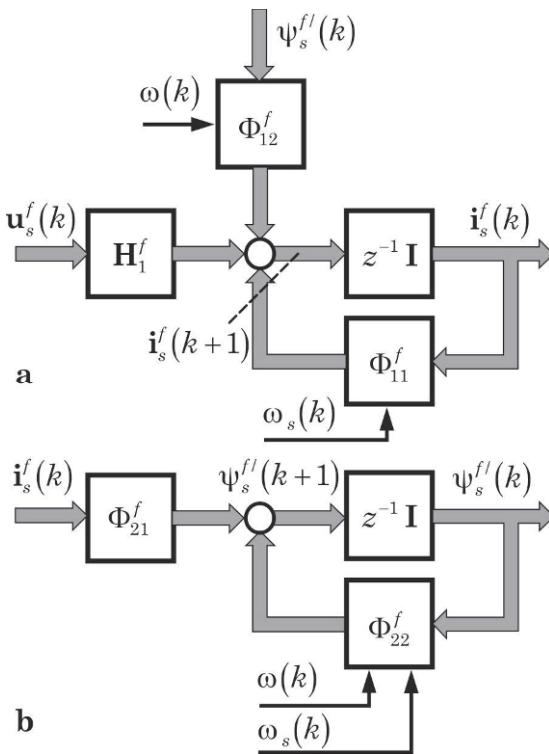 ψ_s^{f/}(k)
ω(k)
Φ_{12}^f
u_s^f(k)
H_1^f
z^{-1} I
i_s^f(k)
i_s^f(k+1)
Φ_{11}^f
a
ω_s(k)
i_s^f(k)
Φ_{21}^f
ψ_s^{f/}(k+1)
z^{-1} I
ψ_s^{f/}(k)
Φ_{22}^f
ω(k)
b
ω_s(k)